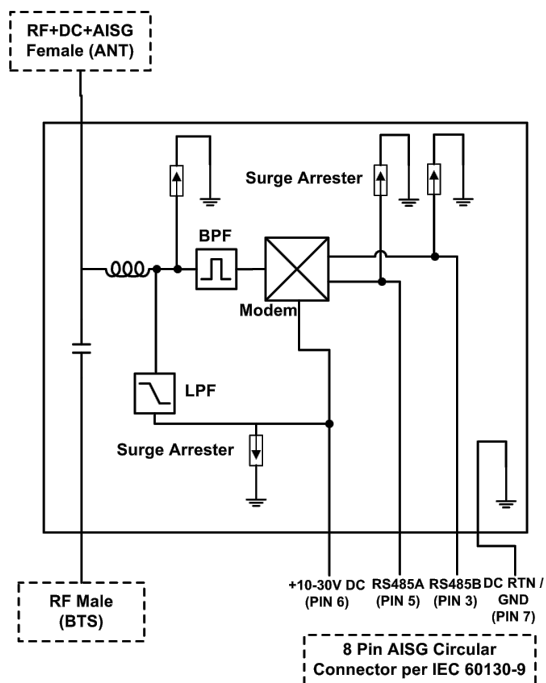 RF+DC+AISG
Female (ANT)
Surge Arrester
BPF
Modem
LPF
Surge Arrester
+10-30V DC
(PIN 6)
RS485A
(PIN 5)
RS485B
(PIN 3)
DC RTN /
GND
(PIN 7)
RF Male
(BTS)
8 Pin AISG Circular
Connector per IEC 60130-9